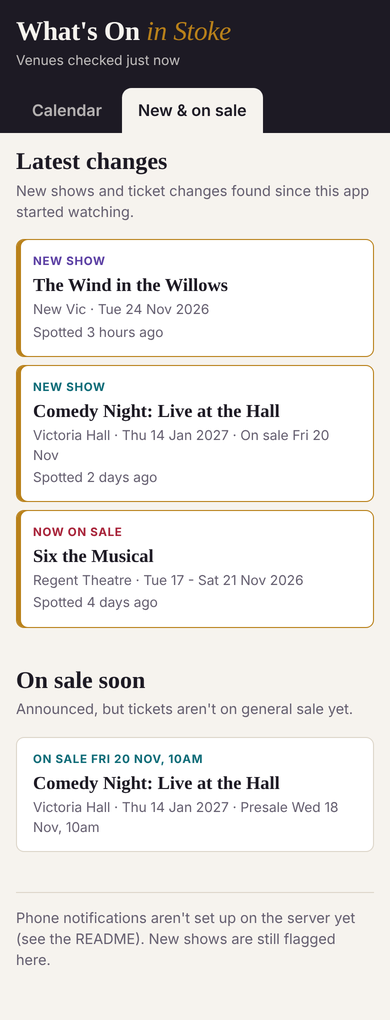 What's On in Stoke
Venues checked just now
Calendar
New & on sale
Latest changes
New shows and ticket changes found since this app
started watching.
NEW SHOW
The Wind in the Willows
New Vic · Tue 24 Nov 2026
Spotted 3 hours ago
NEW SHOW
Comedy Night: Live at the Hall
Victoria Hall · Thu 14 Jan 2027 · On sale Fri 20
Nov
Spotted 2 days ago
NOW ON SALE
Six the Musical
Regent Theatre · Tue 17 - Sat 21 Nov 2026
Spotted 4 days ago
On sale soon
Announced, but tickets aren't on general sale yet.
ON SALE FRI 20 NOV, 10AM
Comedy Night: Live at the Hall
Victoria Hall · Thu 14 Jan 2027 · Presale Wed 18
Nov, 10am
Phone notifications aren't set up on the server yet
(see the README). New shows are still flagged
here.